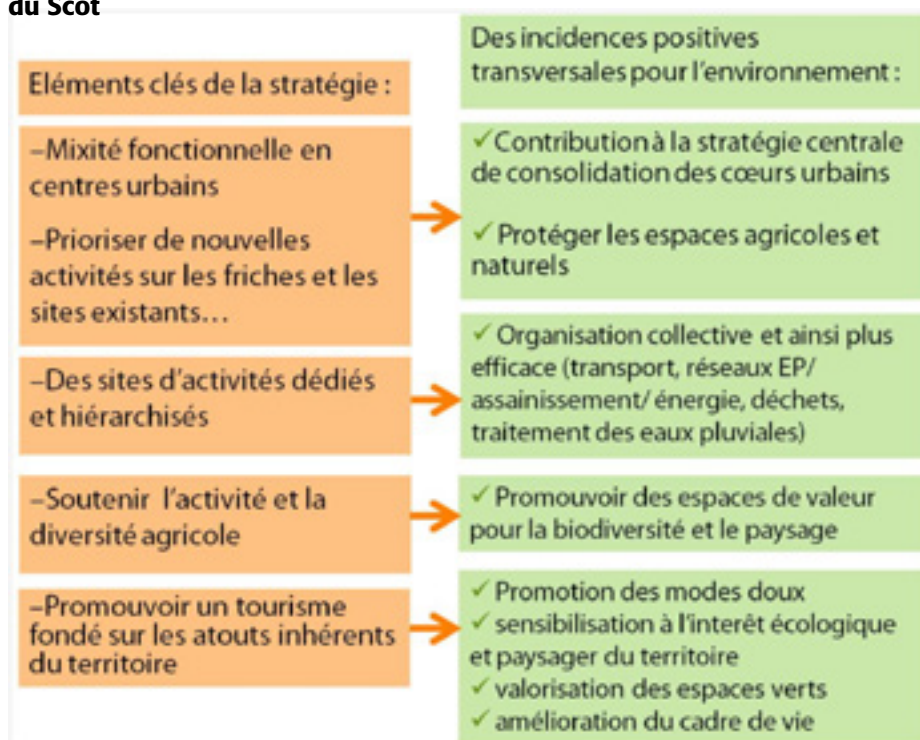 du Scot
Eléments clés de la stratégie :
Des incidences positives
transversales pour l'environnement :
–Mixité fonctionnelle en
centres urbains
–Prioriser de nouvelles
activités sur les friches et les
sites existants…
✓Contribution à la stratégie centrale
de consolidation des cœurs urbains
✓ Protéger les espaces agricoles et
naturels
–Des sites d'activités dédiés
et hiérarchisés
✓ Organisation collective et ainsi plus
efficace (transport, réseaux EP/
assainissement/ énergie, déchets,
traitement des eaux pluviales)
–Soutenir l'activité et la
diversité agricole
✓ Promouvoir des espaces de valeur
pour la biodiversité et le paysage
–Promouvoir un tourisme
fondé sur les atouts inhérents
du territoire
✓ Promotion des modes doux
✓ sensibilisation à l'interêt écologique
et paysager du territoire
✓ valorisation des espaces verts
✓ amélioration du cadre de vie